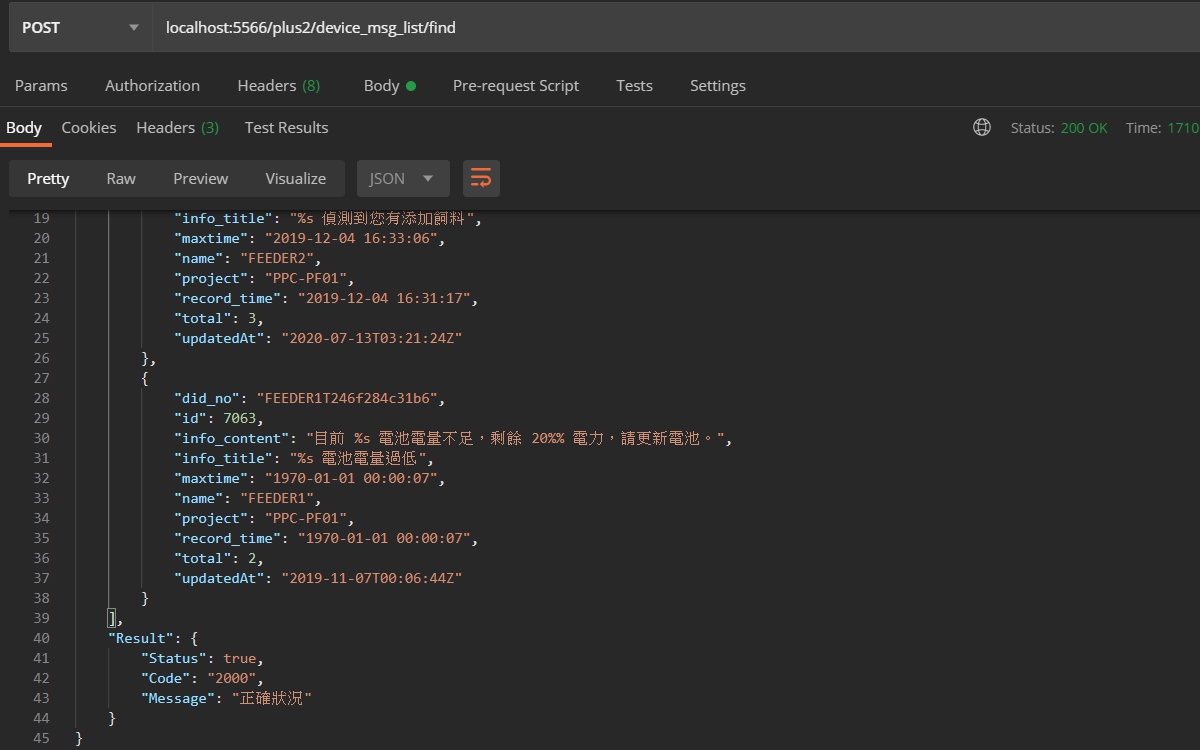 POST localhost:5566/plus2/device_msg_list/find
Params Authorization Headers (8) Body Pre-request Script Tests Settings
Body Cookies Headers (3) Test Results Status: 200 OK Time: 1710
Pretty Raw Preview Visualize JSON
19 "info_title": "%s 偵測到您有添加飼料",
20 "maxtime": "2019-12-04 16:33:06",
21 "name": "FEEDER2",
22 "project": "PPC-PF01",
23 "record_time": "2019-12-04 16:31:17",
24 "total": 3,
25 "updatedAt": "2020-07-13T03:21:24Z"
26 },
27 {
28 "did_no": "FEEDER1T246f284c31b6",
29 "id": 7063,
30 "info_content": "目前 %s 電池電量不足，剩餘 20%% 電力，請更新電池。",
31 "info_title": "%s 電池電量過低",
32 "maxtime": "1970-01-01 00:00:07",
33 "name": "FEEDER1",
34 "project": "PPC-PF01",
35 "record_time": "1970-01-01 00:00:07",
36 "total": 2,
37 "updatedAt": "2019-11-07T00:06:44Z"
38 }
39 ],
40 "Result": {
41 "Status": true,
42 "Code": "2000",
43 "Message": "正確狀況"
44 }
45 }